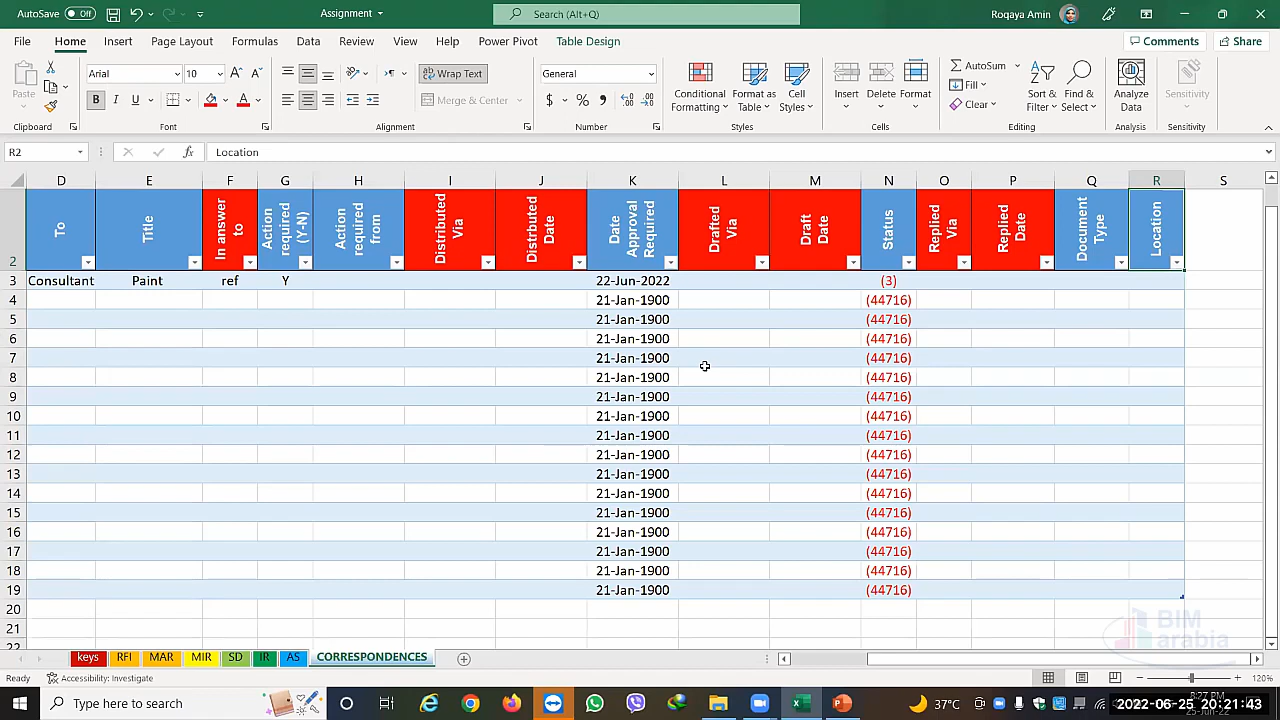 AutoSave Off
Assignment
Search (Alt+Q)
Roqaya Amin
File Home Insert Page Layout Formulas Data Review View Help Power Pivot Table Design
Comments Share
Paste
Clipboard
Arial 10
B I U
Font
Wrap Text
Merge & Center
Alignment
General
$ % 9
Number
Conditional Formatting
Format as Table
Cell Styles
Styles
Insert Delete Format
Cells
AutoSum
Fill
Clear
Sort & Filter
Find & Select
Editing
Analyze Data
Analysis
Sensitivity
Sensitivity
R2 fx Location
D E F G H I J K L M N O P Q R S
2 To Title In answer to Action required (Y-N) Action required from Distributed Via Distrbuted Date Date Approval Required Drafted Via Draft Date Status Replied Via Replied Date Document Type Location
3 Consultant Paint ref Y 22-Jun-2022 (3)
4 21-Jan-1900 (44716)
5 21-Jan-1900 (44716)
6 21-Jan-1900 (44716)
7 21-Jan-1900 (44716)
8 21-Jan-1900 (44716)
9 21-Jan-1900 (44716)
10 21-Jan-1900 (44716)
11 21-Jan-1900 (44716)
12 21-Jan-1900 (44716)
13 21-Jan-1900 (44716)
14 21-Jan-1900 (44716)
15 21-Jan-1900 (44716)
16 21-Jan-1900 (44716)
17 21-Jan-1900 (44716)
18 21-Jan-1900 (44716)
19 21-Jan-1900 (44716)
20
21
22
BIM
arabia
keys RFI MAR MIR SD IR AS CORRESPONDENCES
Ready Accessibility: Investigate 120%
Type here to search
37°C
2022-06-25 20:21:43